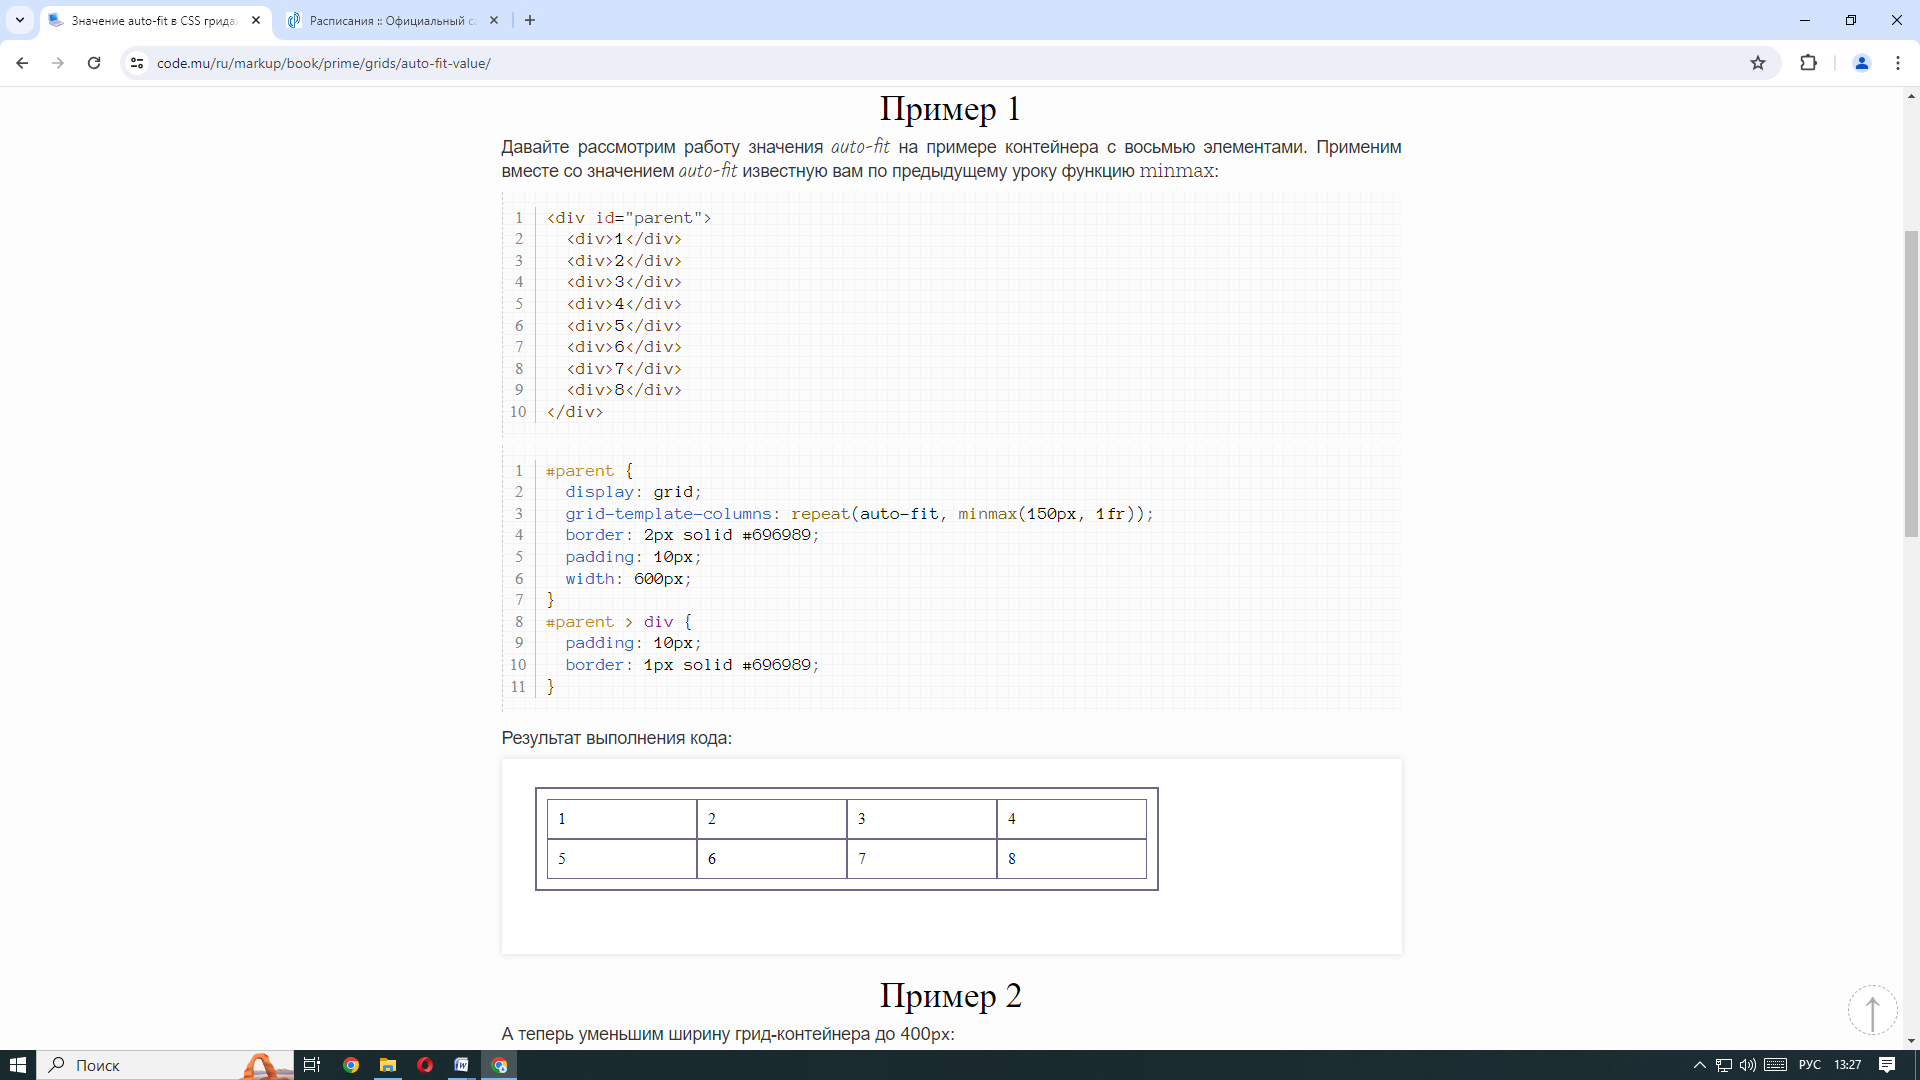 Значение auto-fit в CSS грида
Расписания :: Официальный с
code.mu/ru/markup/book/prime/grids/auto-fit-value/
Пример 1
Давайте рассмотрим работу значения auto-fit на примере контейнера с восьмью элементами. Применим
вместе со значением auto-fit известную вам по предыдущему уроку функцию minmax:
1 <div id="parent">
2 <div>1</div>
3 <div>2</div>
4 <div>3</div>
5 <div>4</div>
6 <div>5</div>
7 <div>6</div>
8 <div>7</div>
9 <div>8</div>
10 </div>
1 #parent {
2 display: grid;
3 grid-template-columns: repeat(auto-fit, minmax(150px, 1fr));
4 border: 2px solid #696989;
5 padding: 10px;
6 width: 600px;
7 }
8 #parent > div {
9 padding: 10px;
10 border: 1px solid #696989;
11 }
Результат выполнения кода:
1 2 3 4
5 6 7 8
Пример 2
А теперь уменьшим ширину грид-контейнера до 400px:
Поиск
РУС 13:27